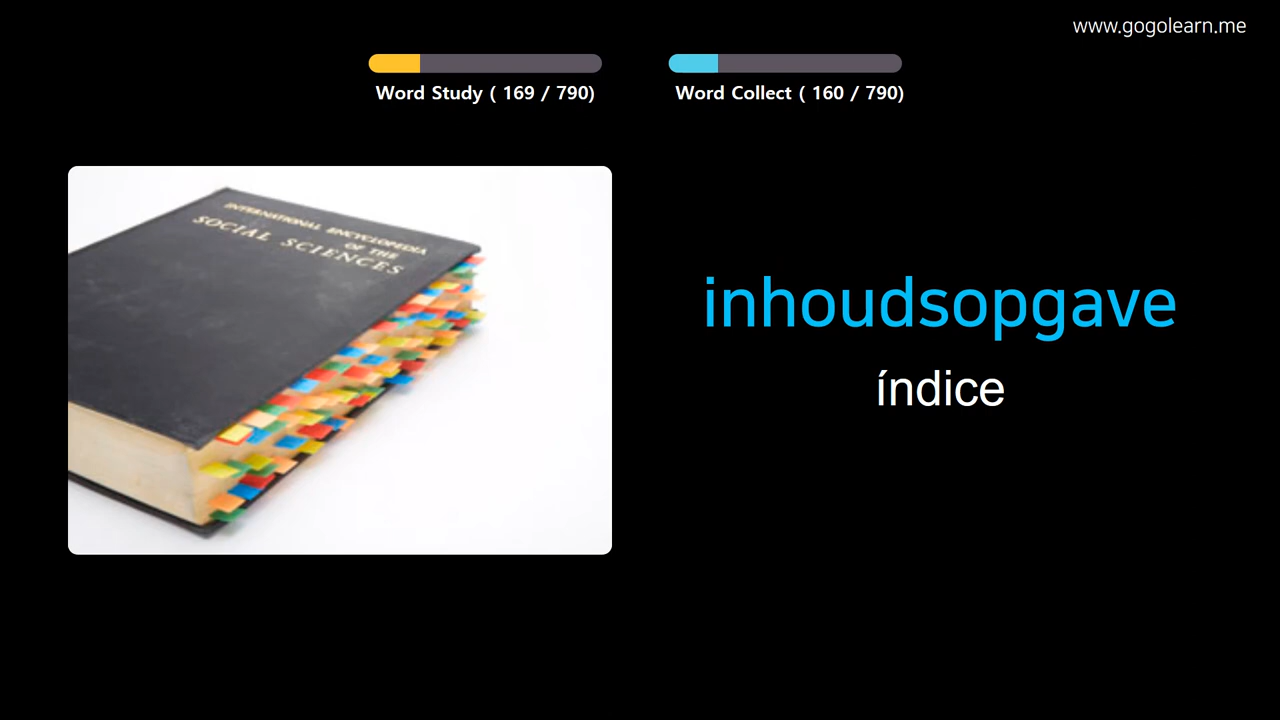 www.gogolearn.me
Word Study ( 169 / 790)
Word Collect ( 160 / 790)
INTERNATIONAL ENCYCLOPEDIA
OF THE
SOCIAL SCIENCES
inhoudsopgave
índice